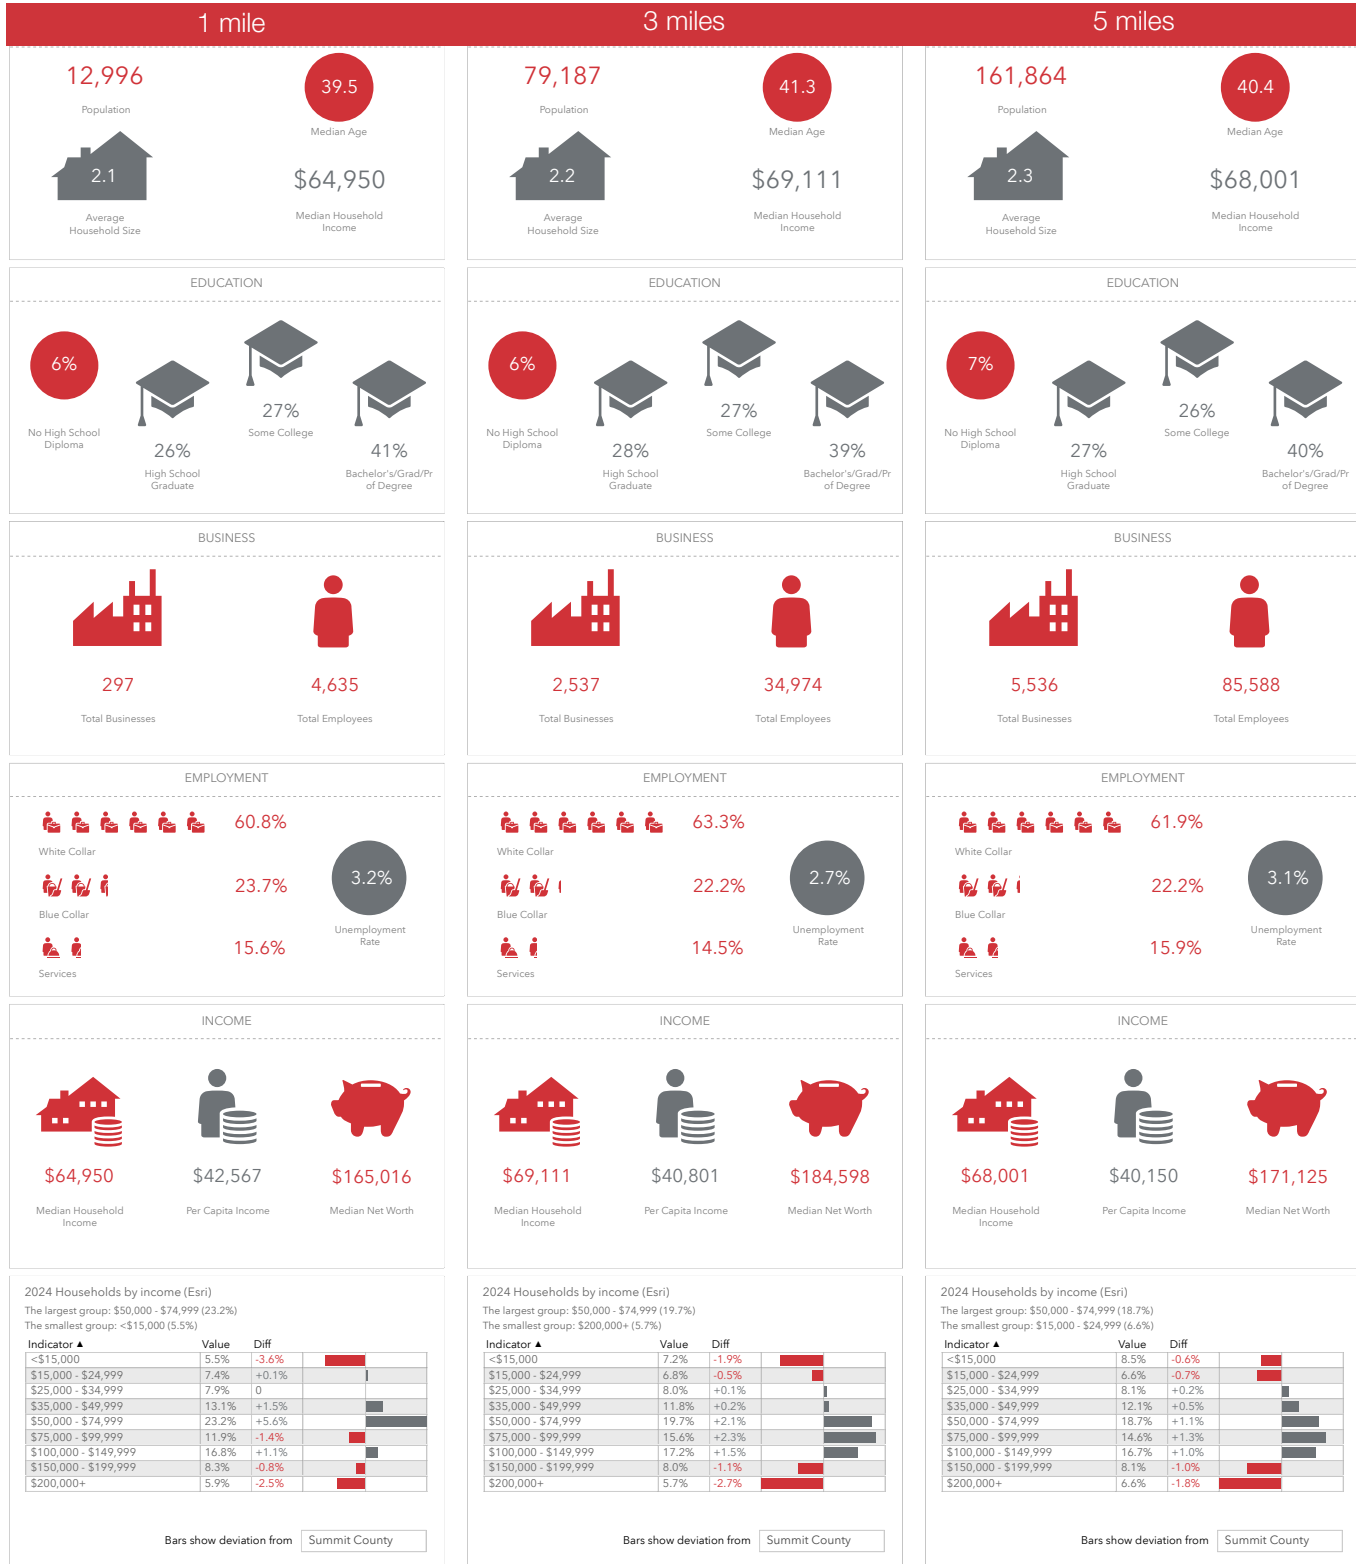 1 mile
3 miles
5 miles
12,996
Population
39.5
Median Age
2.1
Average
Household Size
$64,950
Median Household
Income
79,187
Population
41.3
Median Age
2.2
Average
Household Size
$69,111
Median Household
Income
161,864
Population
40.4
Median Age
2.3
Average
Household Size
$68,001
Median Household
Income
EDUCATION
6%
No High School
Diploma
26%
High School
Graduate
27%
Some College
41%
Bachelor's/Grad/Pr
of Degree
EDUCATION
6%
No High School
Diploma
28%
High School
Graduate
27%
Some College
39%
Bachelor's/Grad/Pr
of Degree
EDUCATION
7%
No High School
Diploma
27%
High School
Graduate
26%
Some College
40%
Bachelor's/Grad/Pr
of Degree
BUSINESS
297
Total Businesses
4,635
Total Employees
BUSINESS
2,537
Total Businesses
34,974
Total Employees
BUSINESS
5,536
Total Businesses
85,588
Total Employees
EMPLOYMENT
60.8%
White Collar
23.7%
Blue Collar
15.6%
Services
3.2%
Unemployment
Rate
EMPLOYMENT
63.3%
White Collar
22.2%
Blue Collar
14.5%
Services
2.7%
Unemployment
Rate
EMPLOYMENT
61.9%
White Collar
22.2%
Blue Collar
15.9%
Services
3.1%
Unemployment
Rate
INCOME
$64,950
Median Household
Income
$42,567
Per Capita Income
$165,016
Median Net Worth
INCOME
$69,111
Median Household
Income
$40,801
Per Capita Income
$184,598
Median Net Worth
INCOME
$68,001
Median Household
Income
$40,150
Per Capita Income
$171,125
Median Net Worth
2024 Households by income (Esri)
The largest group: $50,000 - $74,999 (23.2%)
The smallest group: <$15,000 (5.5%)
Indicator ▲ Value Diff
<$15,000 5.5% -3.6%
$15,000 - $24,999 7.4% +0.1%
$25,000 - $34,999 7.9% 0
$35,000 - $49,999 13.1% +1.5%
$50,000 - $74,999 23.2% +5.6%
$75,000 - $99,999 11.9% -1.4%
$100,000 - $149,999 16.8% +1.1%
$150,000 - $199,999 8.3% -0.8%
$200,000+ 5.9% -2.5%
Bars show deviation from Summit County
2024 Households by income (Esri)
The largest group: $50,000 - $74,999 (19.7%)
The smallest group: $200,000+ (5.7%)
Indicator ▲ Value Diff
<$15,000 7.2% -1.9%
$15,000 - $24,999 6.8% -0.5%
$25,000 - $34,999 8.0% +0.1%
$35,000 - $49,999 11.8% +0.2%
$50,000 - $74,999 19.7% +2.1%
$75,000 - $99,999 15.6% +2.3%
$100,000 - $149,999 17.2% +1.5%
$150,000 - $199,999 8.0% -1.1%
$200,000+ 5.7% -2.7%
Bars show deviation from Summit County
2024 Households by income (Esri)
The largest group: $50,000 - $74,999 (18.7%)
The smallest group: $15,000 - $24,999 (6.6%)
Indicator ▲ Value Diff
<$15,000 8.5% -0.6%
$15,000 - $24,999 6.6% -0.7%
$25,000 - $34,999 8.1% +0.2%
$35,000 - $49,999 12.1% +0.5%
$50,000 - $74,999 18.7% +1.1%
$75,000 - $99,999 14.6% +1.3%
$100,000 - $149,999 16.7% +1.0%
$150,000 - $199,999 8.1% -1.0%
$200,000+ 6.6% -1.8%
Bars show deviation from Summit County